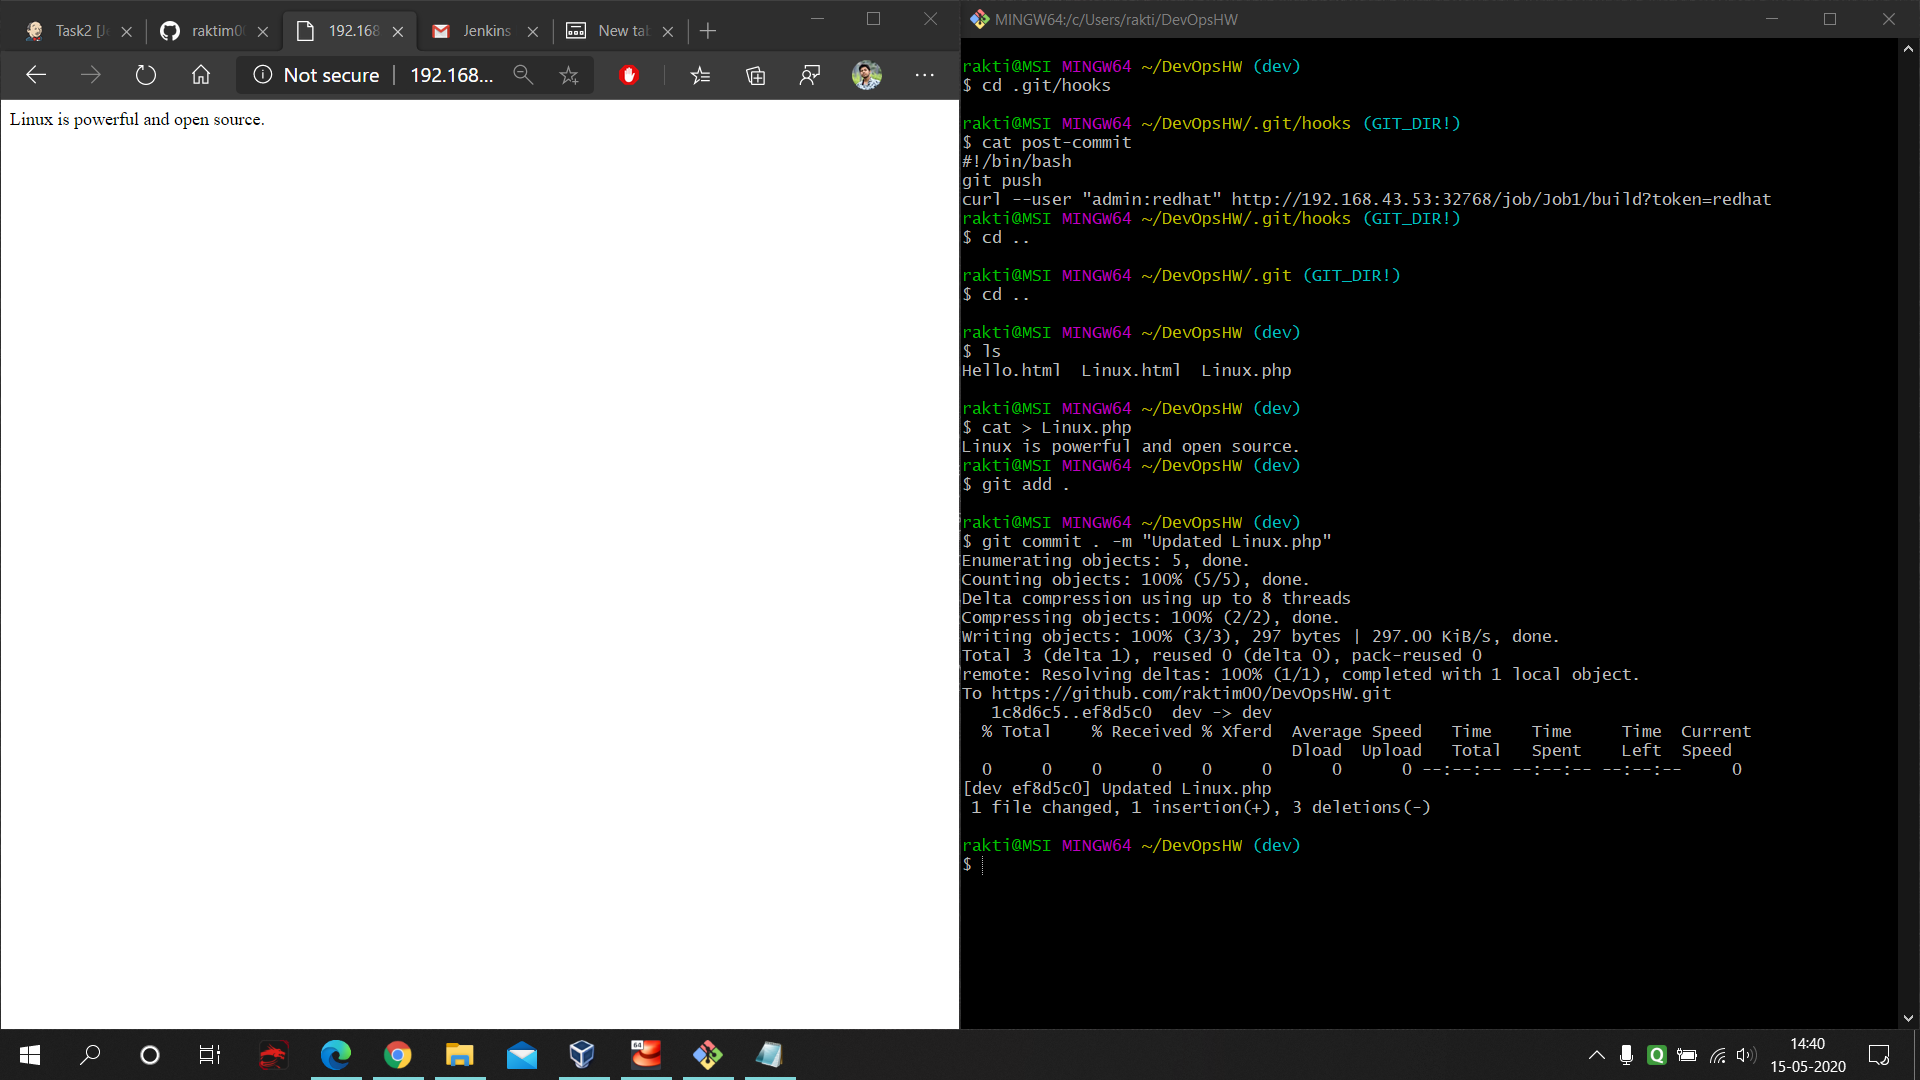 Task2 [J
raktim0
192.168
Jenkins
New tab
Not secure
192.168...
Linux is powerful and open source.
MINGW64:/c/Users/rakti/DevOpsHW
rakti@MSI MINGW64 ~/DevOpsHW (dev)
$ cd .git/hooks
rakti@MSI MINGW64 ~/DevOpsHW/.git/hooks (GIT_DIR!)
$ cat post-commit
#!/bin/bash
git push
curl --user "admin:redhat" http://192.168.43.53:32768/job/Job1/build?token=redhat
rakti@MSI MINGW64 ~/DevOpsHW/.git/hooks (GIT_DIR!)
$ cd ..
rakti@MSI MINGW64 ~/DevOpsHW/.git (GIT_DIR!)
$ cd ..
rakti@MSI MINGW64 ~/DevOpsHW (dev)
$ ls
Hello.html  Linux.html  Linux.php
rakti@MSI MINGW64 ~/DevOpsHW (dev)
$ cat > Linux.php
Linux is powerful and open source.
rakti@MSI MINGW64 ~/DevOpsHW (dev)
$ git add .
rakti@MSI MINGW64 ~/DevOpsHW (dev)
$ git commit . -m "Updated Linux.php"
Enumerating objects: 5, done.
Counting objects: 100% (5/5), done.
Delta compression using up to 8 threads
Compressing objects: 100% (2/2), done.
Writing objects: 100% (3/3), 297 bytes | 297.00 KiB/s, done.
Total 3 (delta 1), reused 0 (delta 0), pack-reused 0
remote: Resolving deltas: 100% (1/1), completed with 1 local object.
To https://github.com/raktim00/DevOpsHW.git
   1c8d6c5..ef8d5c0  dev -> dev
  % Total    % Received % Xferd  Average Speed   Time    Time     Time  Current
                                 Dload  Upload   Total   Spent    Left  Speed
  0     0    0     0    0     0      0      0 --:--:-- --:--:-- --:--:--     0
[dev ef8d5c0] Updated Linux.php
 1 file changed, 1 insertion(+), 3 deletions(-)
rakti@MSI MINGW64 ~/DevOpsHW (dev)
$
64
Q
14:40
15-05-2020